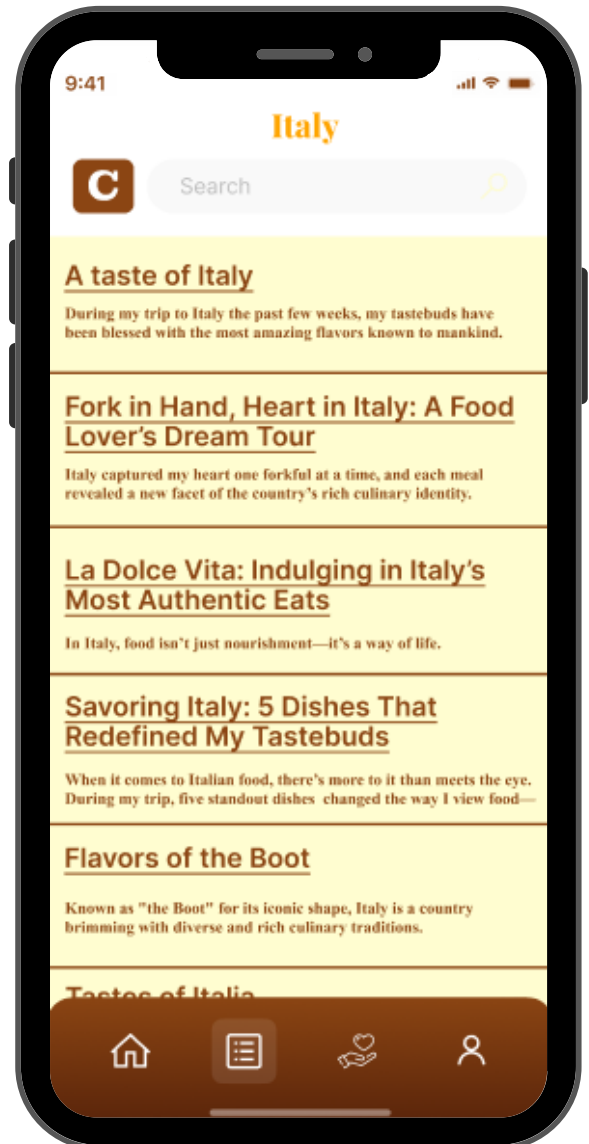 9:41
Italy
C
Search
A taste of Italy
During my trip to Italy the past few weeks, my tastebuds have
been blessed with the most amazing flavors known to mankind.
Fork in Hand, Heart in Italy: A Food
Lover's Dream Tour
Italy captured my heart one forkful at a time, and each meal
revealed a new facet of the country's rich culinary identity.
La Dolce Vita: Indulging in Italy's
Most Authentic Eats
In Italy, food isn't just nourishment—it's a way of life.
Savoring Italy: 5 Dishes That
Redefined My Tastebuds
When it comes to Italian food, there's more to it than meets the eye.
During my trip, five standout dishes  changed the way I view food—
Flavors of the Boot
Known as "the Boot" for its iconic shape, Italy is a country
brimming with diverse and rich culinary traditions.
Tastes of Italia